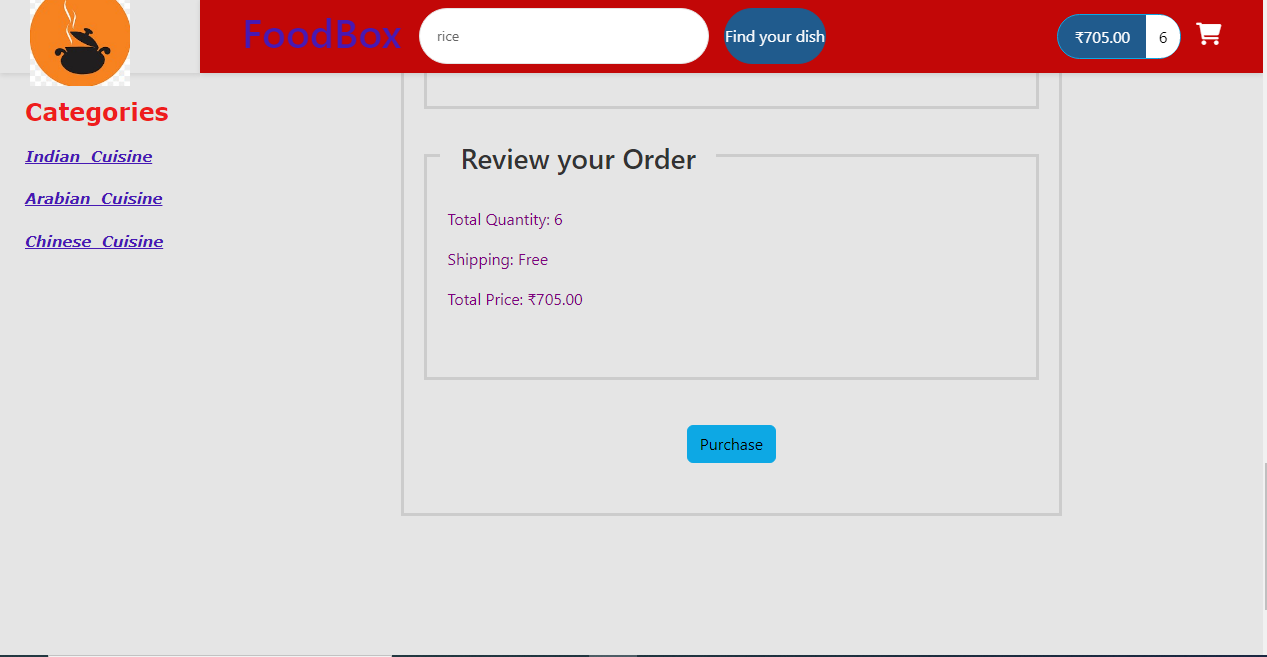 FoodBox
rice
Find your dish
₹705.00
6
Categories
Indian Cuisine
Arabian Cuisine
Chinese Cuisine
Review your Order
Total Quantity: 6
Shipping: Free
Total Price: ₹705.00
Purchase